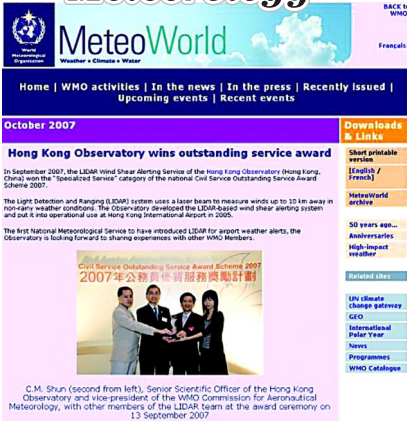 Meteorology
BACK to
WMO
MeteoWorld
Weather • Climate • Water
World
Meteorological
Organization
Français
Home | WMO activities | In the news | In the press | Recently issued |
Upcoming events | Recent events
October 2007
Downloads
& Links
Hong Kong Observatory wins outstanding service award
In September 2007, the LIDAR Wind Shear Alerting Service of the Hong Kong Observatory (Hong Kong,
China) won the "Specialized Service" category of the national Civil Service Outstanding Service Award
Scheme 2007.
The Light Detection and Ranging (LIDAR) system uses a laser beam to measure winds up to 10 km away in
non-rainy weather conditions. The Observatory developed the LIDAR-based wind shear alerting system
and put it into operational use at Hong Kong International Airport in 2005.
The first National Meteorological Service to have introduced LIDAR for airport weather alerts, the
Observatory is looking forward to sharing experiences with other WMO Members.
Civil Service Outstanding Service Award Scheme 2007
2007年公務員優質服務獎勵計劃
C.M. Shun (second from left), Senior Scientific Officer of the Hong Kong
Observatory and vice-president of the WMO Commission for Aeronautical
Meteorology, with other members of the LIDAR team at the award ceremony on
13 September 2007
Short printable
version
[English /
French]
MeteoWorld
archive
50 years ago...
Anniversaries
High-impact
weather
Related sites
UN climate
change gateway
GEO
International
Polar Year
News
Programmes
WMO Catalogue